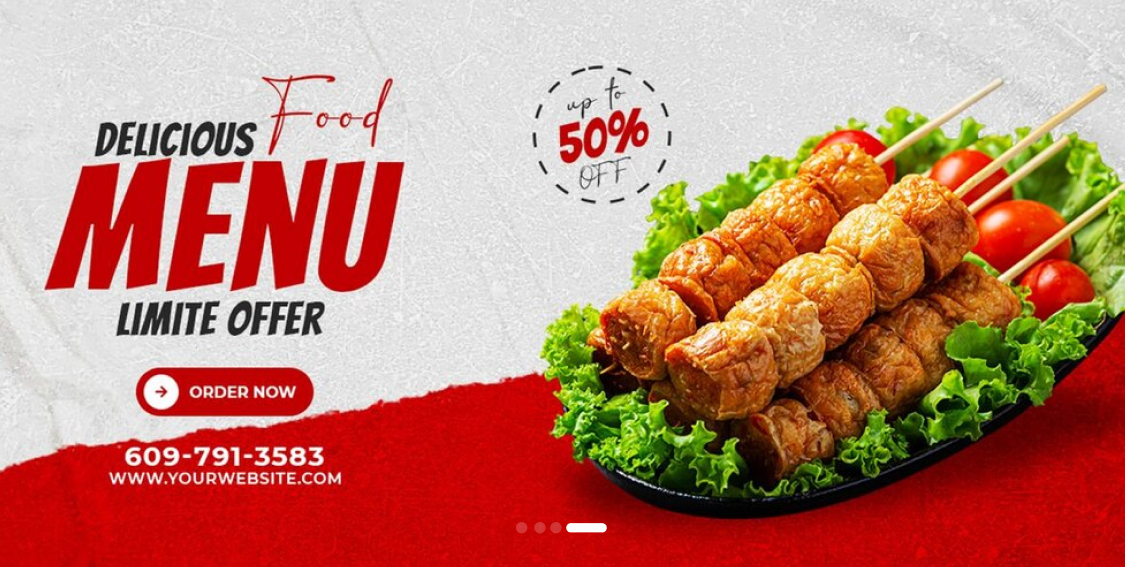 DELICIOUS Food
MENU
LIMITE OFFER
ORDER NOW
609-791-3583
WWW.YOURWEBSITE.COM
up to
50%
OFF